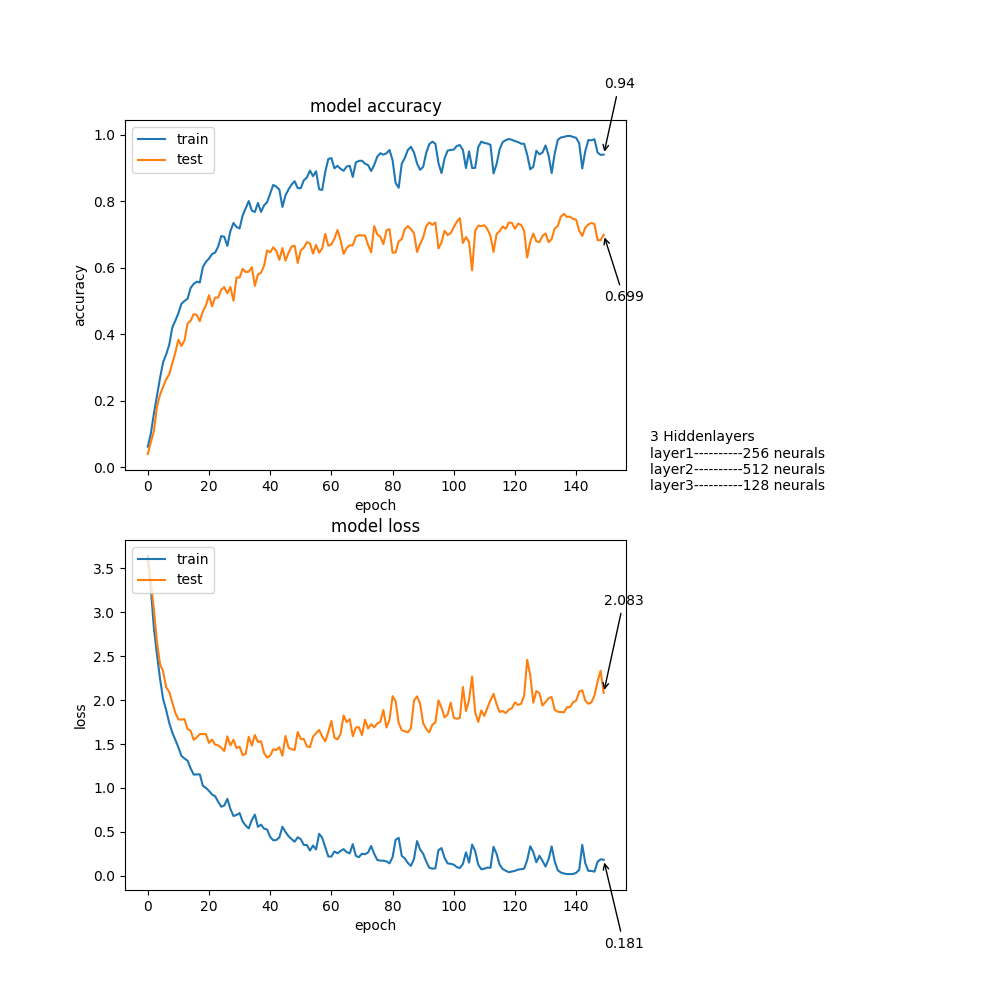 0.94
model accuracy
1.0
0.8
0.6
0.4
0.2
0.0
accuracy
train
test
0.699
0 20 40 60 80 100 120 140
epoch
3 Hiddenlayers
layer1----------256 neurals
layer2----------512 neurals
layer3----------128 neurals
model loss
3.5
3.0
2.5
2.0
1.5
1.0
0.5
0.0
loss
train
test
2.083
0 20 40 60 80 100 120 140
epoch
0.181